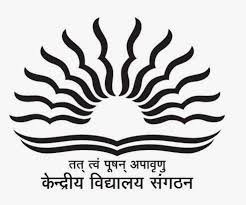 तत् त्वं पूषन् अपावृणु
केन्द्रीय विद्यालय संगठन